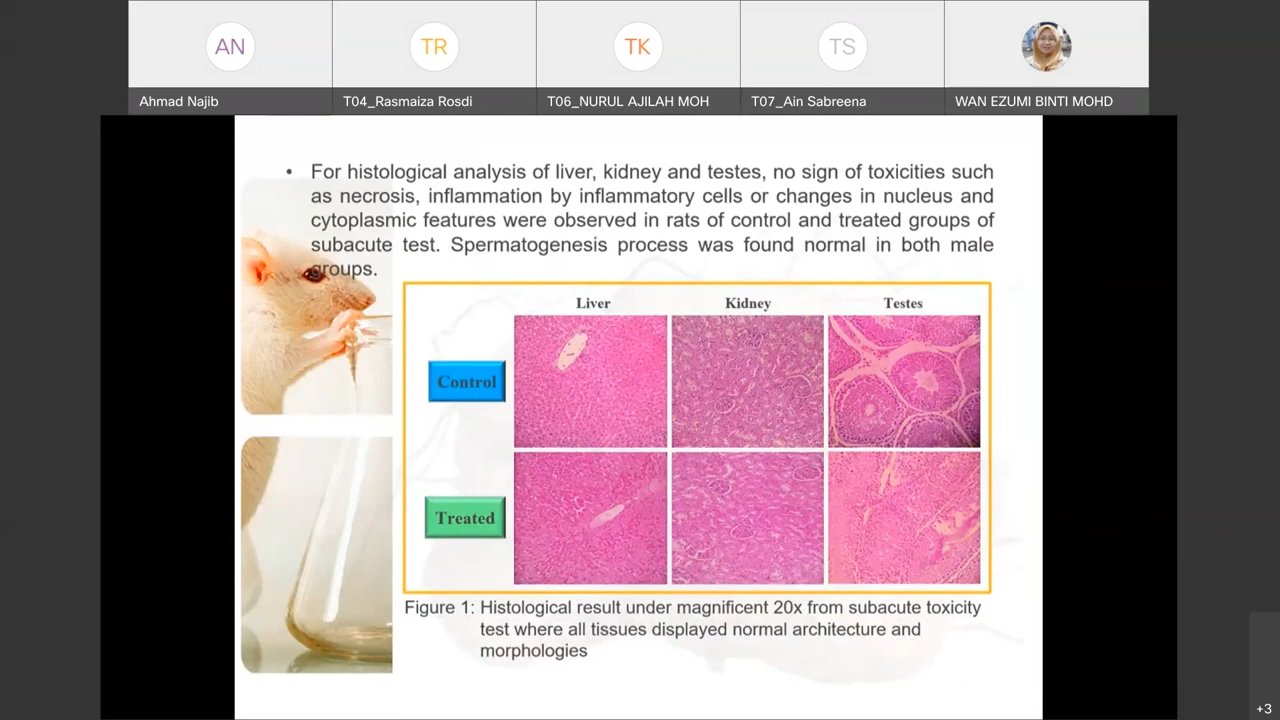 AN
TR
TK
TS
Ahmad Najib
T04_Rasmaiza Rosdi
T06_NURUL AJILAH MOH
T07_Ain Sabreena
WAN EZUMI BINTI MOHD
• For histological analysis of liver, kidney and testes, no sign of toxicities such
as necrosis, inflammation by inflammatory cells or changes in nucleus and
cytoplasmic features were observed in rats of control and treated groups of
subacute test. Spermatogenesis process was found normal in both male
groups.
Liver
Kidney
Testes
Control
Treated
Figure 1: Histological result under magnificent 20x from subacute toxicity
test where all tissues displayed normal architecture and
morphologies
+3